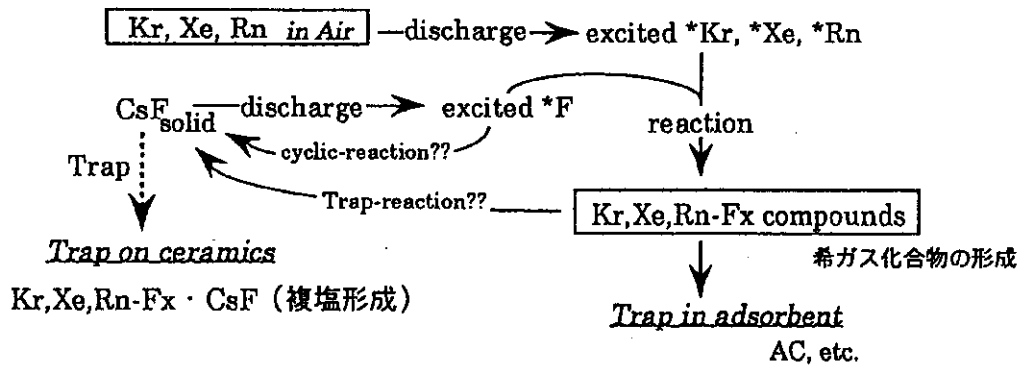 Kr, Xe, Rn in Air discharge excited *Kr, *Xe, *Rn
CsF solid discharge excited *F
reaction
cyclic-reaction??
Trap
Trap-reaction??
Kr,Xe,Rn-Fx compounds
Trap on ceramics
希ガス化合物の形成
Kr,Xe,Rn-Fx・CsF（複塩形成）
Trap in adsorbent
AC, etc.